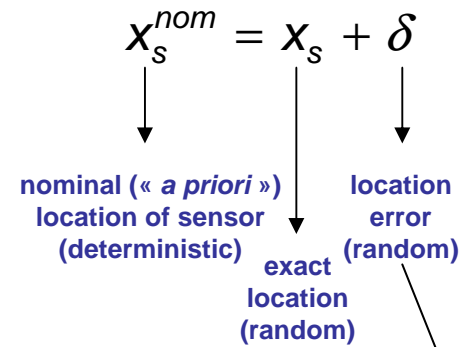 x_s^{nom} = x_s + δ
nominal (« a priori »)
location of sensor
(deterministic)
exact
location
(random)
location
error
(random)